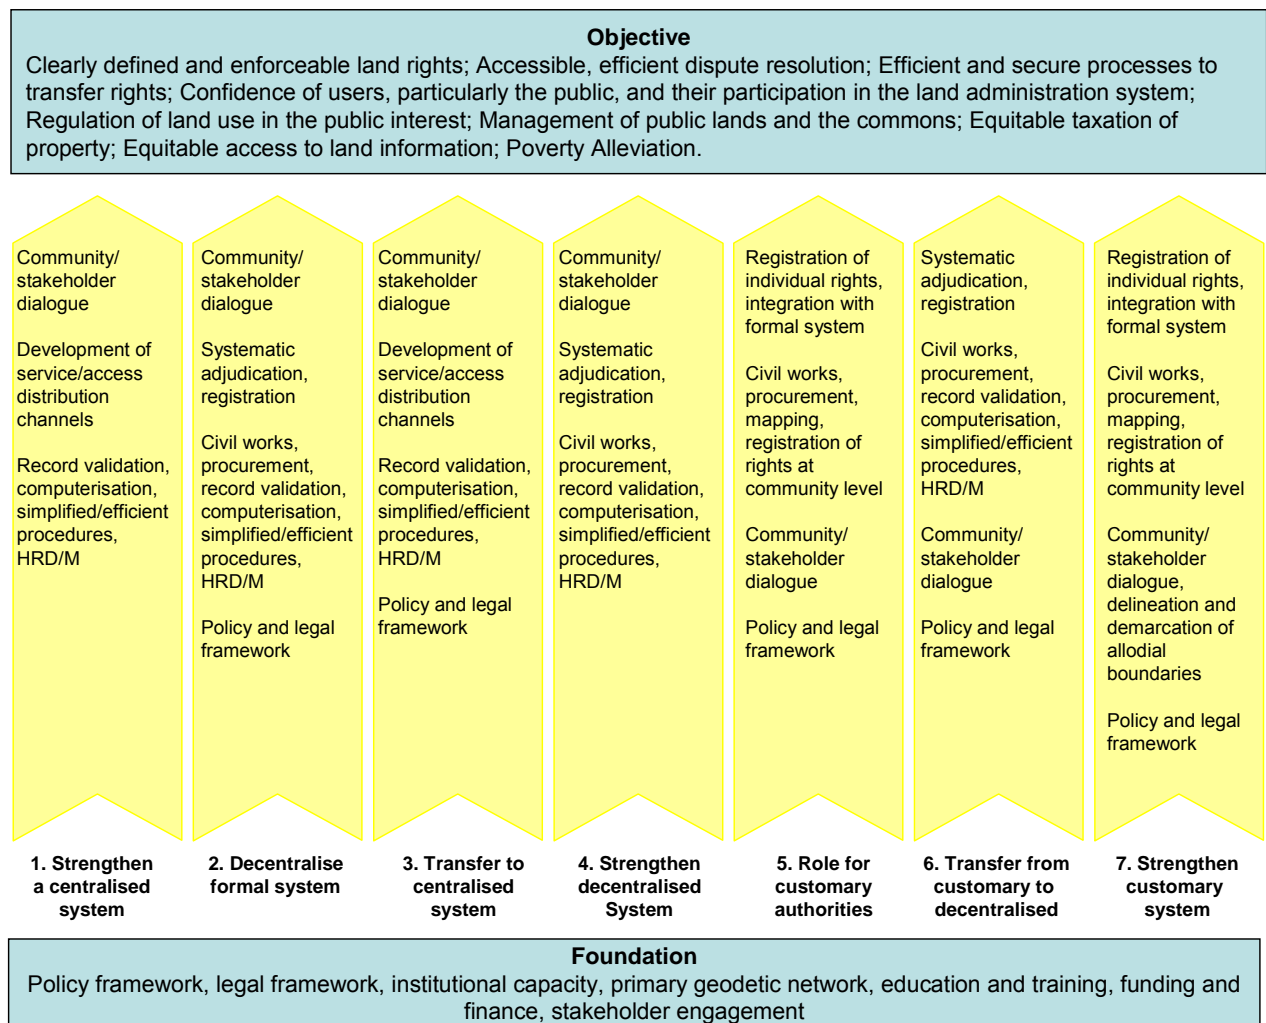 Objective
Clearly defined and enforceable land rights; Accessible, efficient dispute resolution; Efficient and secure processes to
transfer rights; Confidence of users, particularly the public, and their participation in the land administration system;
Regulation of land use in the public interest; Management of public lands and the commons; Equitable taxation of
property; Equitable access to land information; Poverty Alleviation.
Community/
stakeholder
dialogue
Development of
service/access
distribution
channels
Record validation,
computerisation,
simplified/efficient
procedures,
HRD/M
1. Strengthen
a centralised
system
Community/
stakeholder
dialogue
Systematic
adjudication,
registration
Civil works,
procurement,
record validation,
computerisation,
simplified/efficient
procedures,
HRD/M
Policy and legal
framework
2. Decentralise
formal system
Community/
stakeholder
dialogue
Development of
service/access
distribution
channels
Record validation,
computerisation,
simplified/efficient
procedures,
HRD/M
Policy and legal
framework
3. Transfer to
centralised
system
Community/
stakeholder
dialogue
Systematic
adjudication,
registration
Civil works,
procurement,
record validation,
computerisation,
simplified/efficient
procedures,
HRD/M
4. Strengthen
decentralised
System
Registration of
individual rights,
integration with
formal system
Civil works,
procurement,
mapping,
registration of
rights at
community level
Community/
stakeholder
dialogue
Policy and legal
framework
5. Role for
customary
authorities
Systematic
adjudication,
registration
Civil works,
procurement,
record validation,
computerisation,
simplified/efficient
procedures,
HRD/M
Community/
stakeholder
dialogue
Policy and legal
framework
6. Transfer from
customary to
decentralised
Registration of
individual rights,
integration with
formal system
Civil works,
procurement,
mapping,
registration of
rights at
community level
Community/
stakeholder
dialogue,
delineation and
demarcation of
allodial
boundaries
Policy and legal
framework
7. Strengthen
customary
system
Foundation
Policy framework, legal framework, institutional capacity, primary geodetic network, education and training, funding and
finance, stakeholder engagement